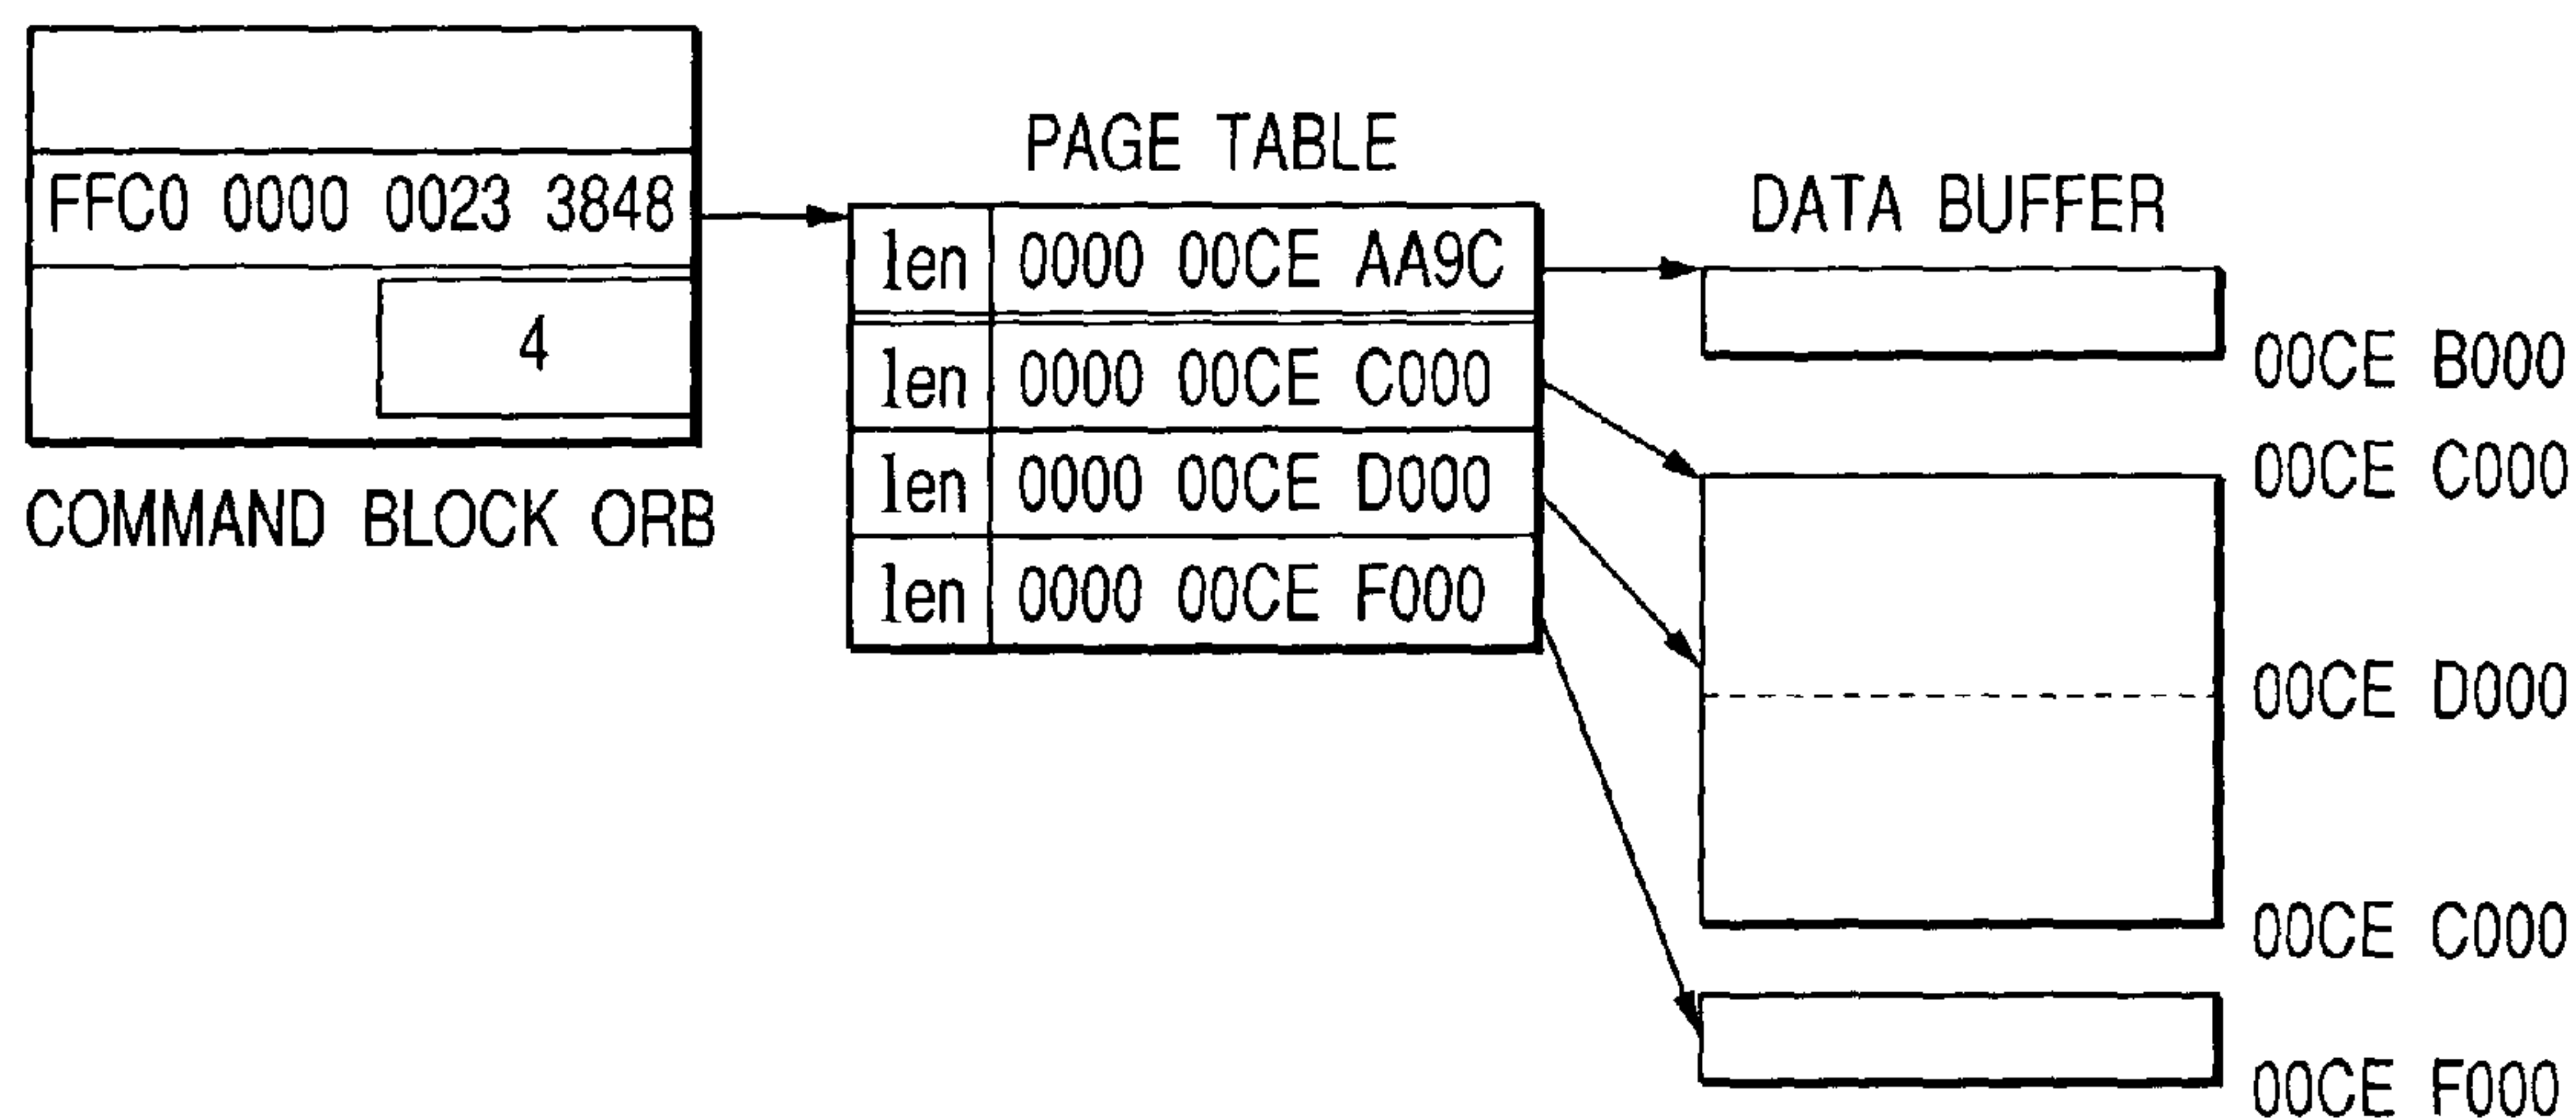 FFC0 0000 0023 3848
4
COMMAND BLOCK ORB
PAGE TABLE
len 0000 00CE AA9C
len 0000 00CE C000
len 0000 00CE D000
len 0000 00CE F000
DATA BUFFER
00CE B000
00CE C000
00CE D000
00CE C000
00CE F000